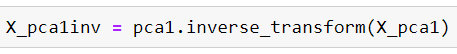 X_pca1inv = pca1.inverse_transform(X_pca1)